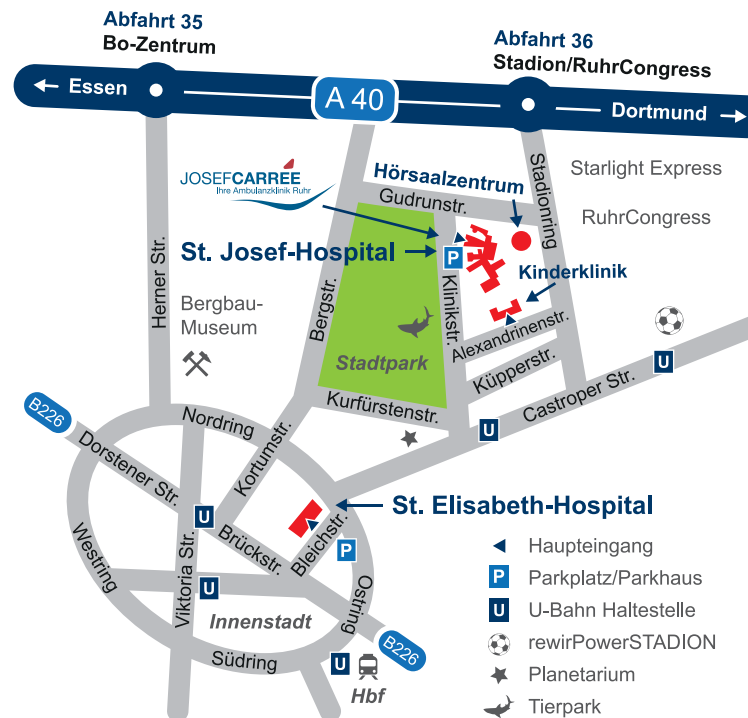 Abfahrt 35
Bo-Zentrum
Abfahrt 36
Stadion/RuhrCongress
Essen
A 40
Dortmund
JOSEFCARRÉE
Ihre Ambulanzklinik Ruhr
Hörsaalzentrum
Gudrunstr.
Stadionring
Starlight Express
RuhrCongress
St. Josef-Hospital
P
Kinderklinik
Herner Str.
Bergstr.
Klinikstr.
Bergbau-
Museum
Stadtpark
Alexandrinenstr.
Küpperstr.
U
Castroper Str.
Kurfürstenstr.
U
B226
Nordring
Dorstener Str.
Kortumstr.
St. Elisabeth-Hospital
U
Brückstr.
Bleichstr.
P
Westring
Viktoria Str.
U
Ostring
Innenstadt
B226
Südring
U
Hbf
Haupteingang
P Parkplatz/Parkhaus
U U-Bahn Haltestelle
rewirPowerSTADION
Planetarium
Tierpark